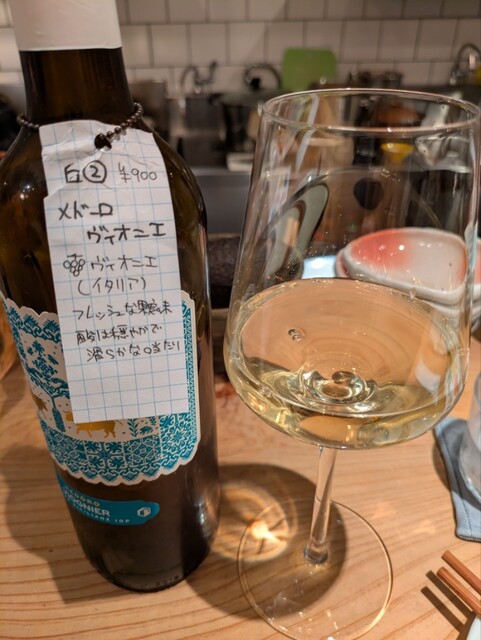 白② ¥900
メドーロ
ヴィオニエ
ヴィオニエ
(イタリア)
フレッシュな果実味
酸は穏やかで
滑らかな口当たり